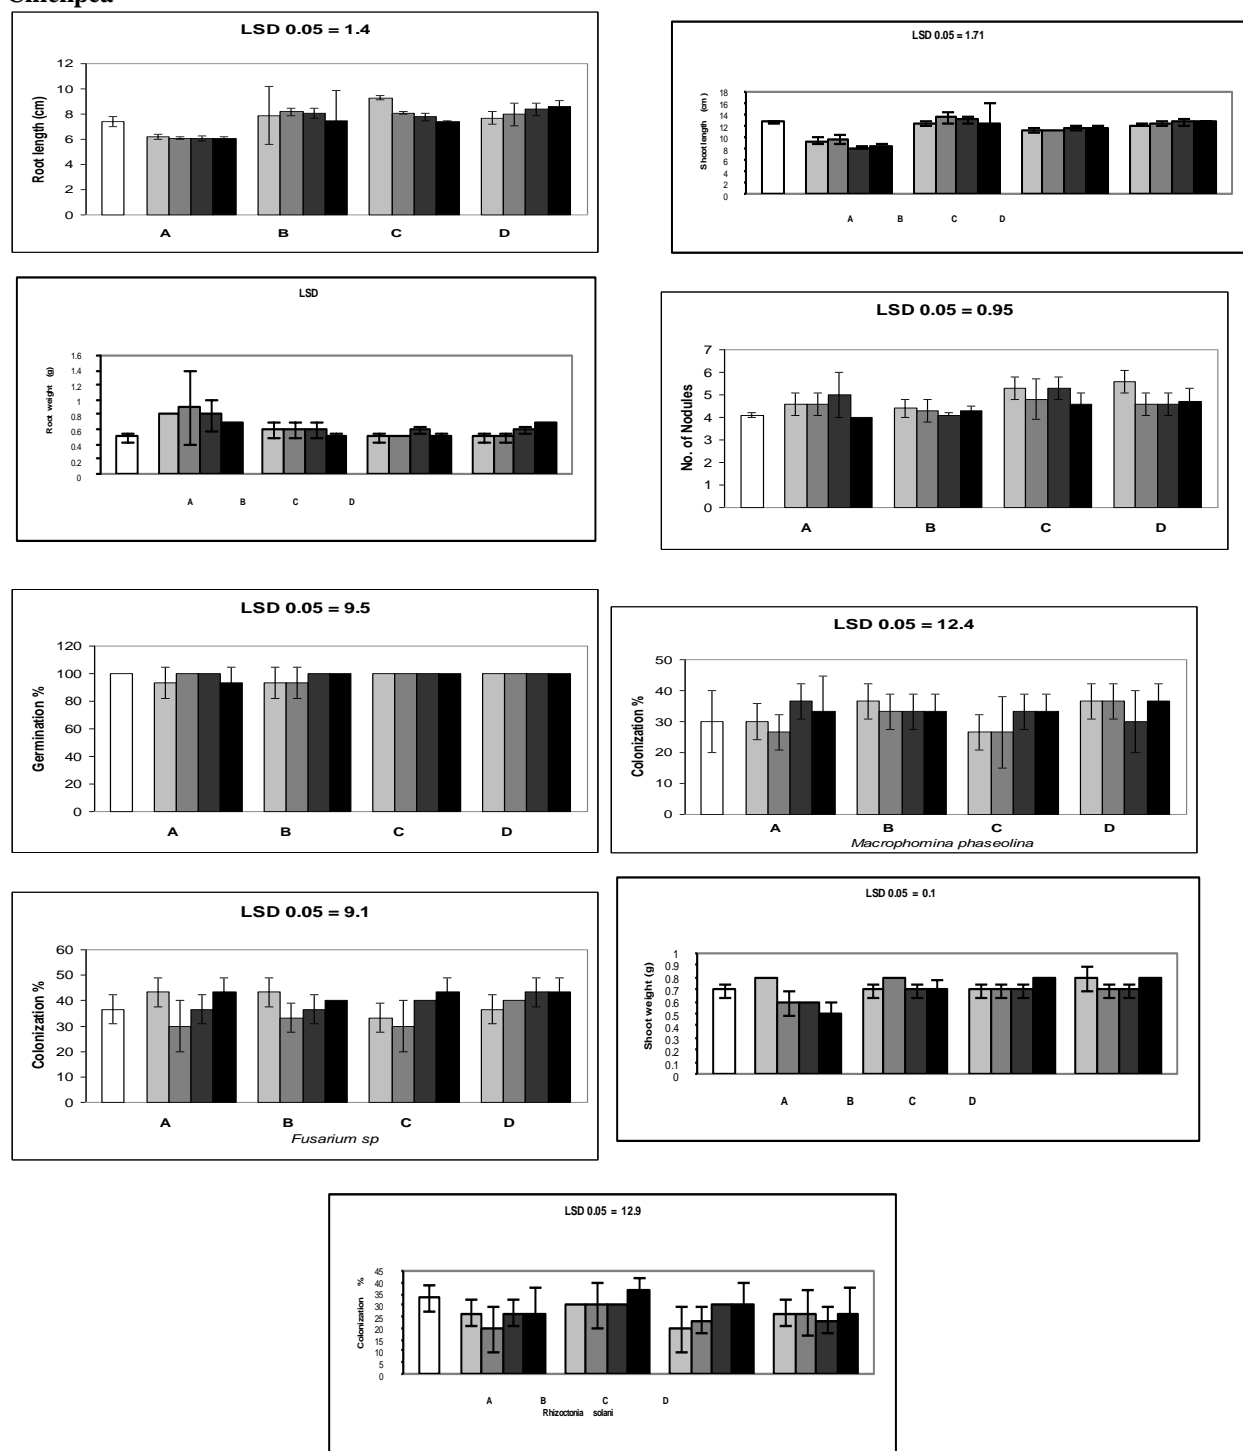 LSD 0.05 = 1.4
Root length (cm)
12
10
8
6
4
2
0
A B C D
LSD 0.05 = 1.71
Shoot length (cm)
18
16
14
12
10
8
6
4
2
0
A B C D
LSD
Root weight (g)
1.6
1.4
1.2
1
0.8
0.6
0.4
0.2
0
A B C D
LSD 0.05 = 0.95
No. of Nodules
7
6
5
4
3
2
1
0
A B C D
LSD 0.05 = 9.5
Germination %
120
100
80
60
40
20
0
A B C D
LSD 0.05 = 12.4
Colonization %
50
40
30
20
10
0
A B C D
Macrophomina phaseolina
LSD 0.05 = 9.1
Colonization %
60
50
40
30
20
10
0
A B C D
Fusarium sp
LSD 0.05 = 0.1
Shoot weight (g)
1
0.9
0.8
0.7
0.6
0.5
0.4
0.3
0.2
0.1
0
A B C D
LSD 0.05 = 12.9
Colonization %
45
40
35
30
25
20
15
10
5
0
A B C D
Rhizoctonia solani